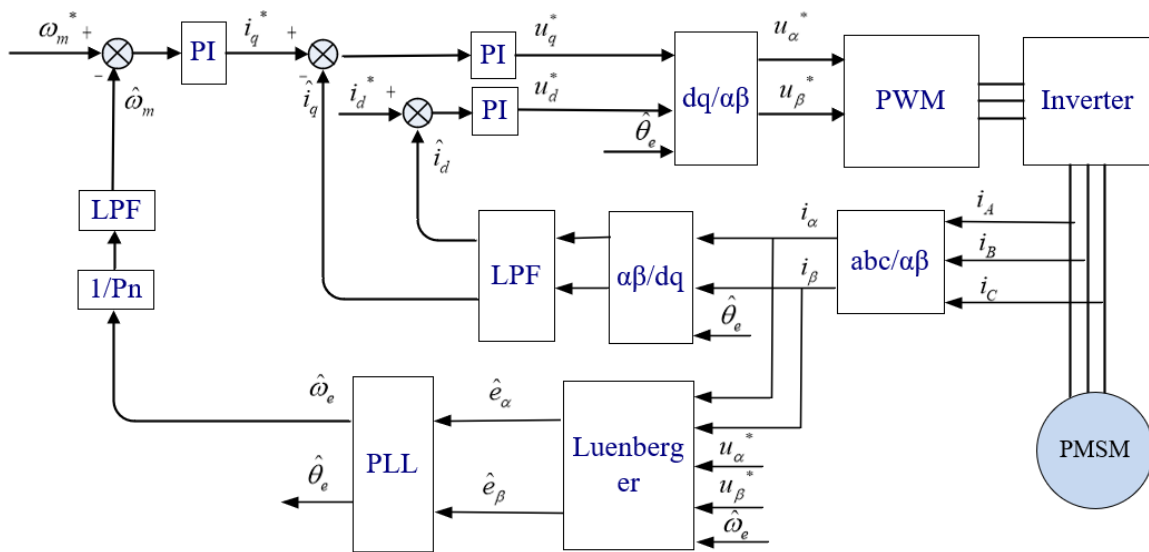 ω_m^* +
i_q^* +
u_q^*
u_α^*
PI
PI
-
ω̂_m
-
î_q
i_d^* +
u_d^*
u_β^*
dq/αβ
PWM
Inverter
PI
θ̂_e
î_d
LPF
i_α
i_A
LPF
αβ/dq
abc/αβ
i_B
i_β
1/Pn
i_C
θ̂_e
ω̂_e
ê_α
PLL
Luenberg
er
u_α^*
PMSM
θ̂_e
ê_β
u_β^*
ω̂_e